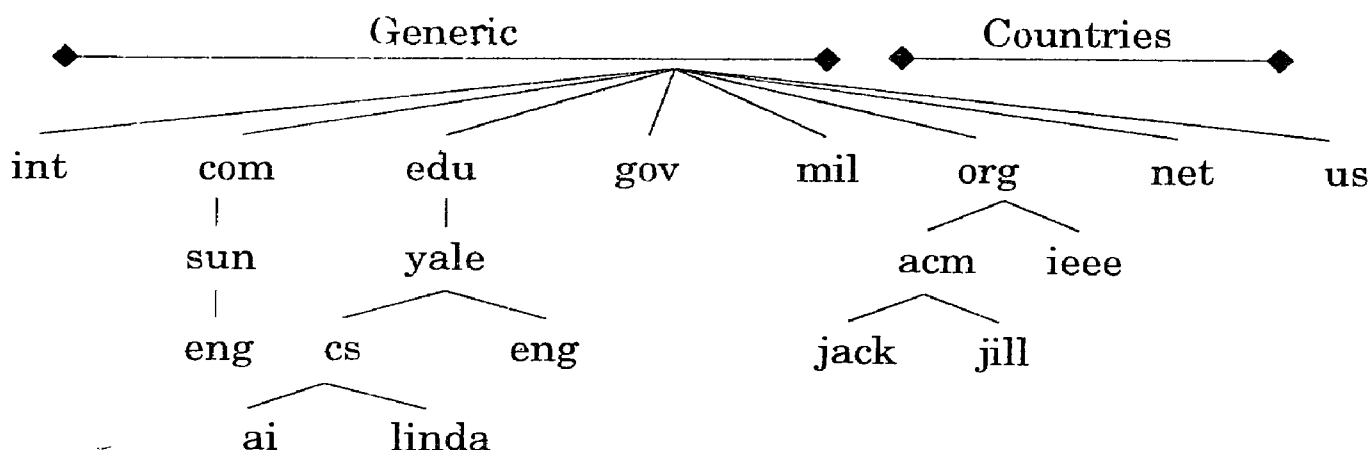 Generic Countries
int com edu gov mil org net us
sun yale acm ieee
eng cs eng jack jill
ai linda